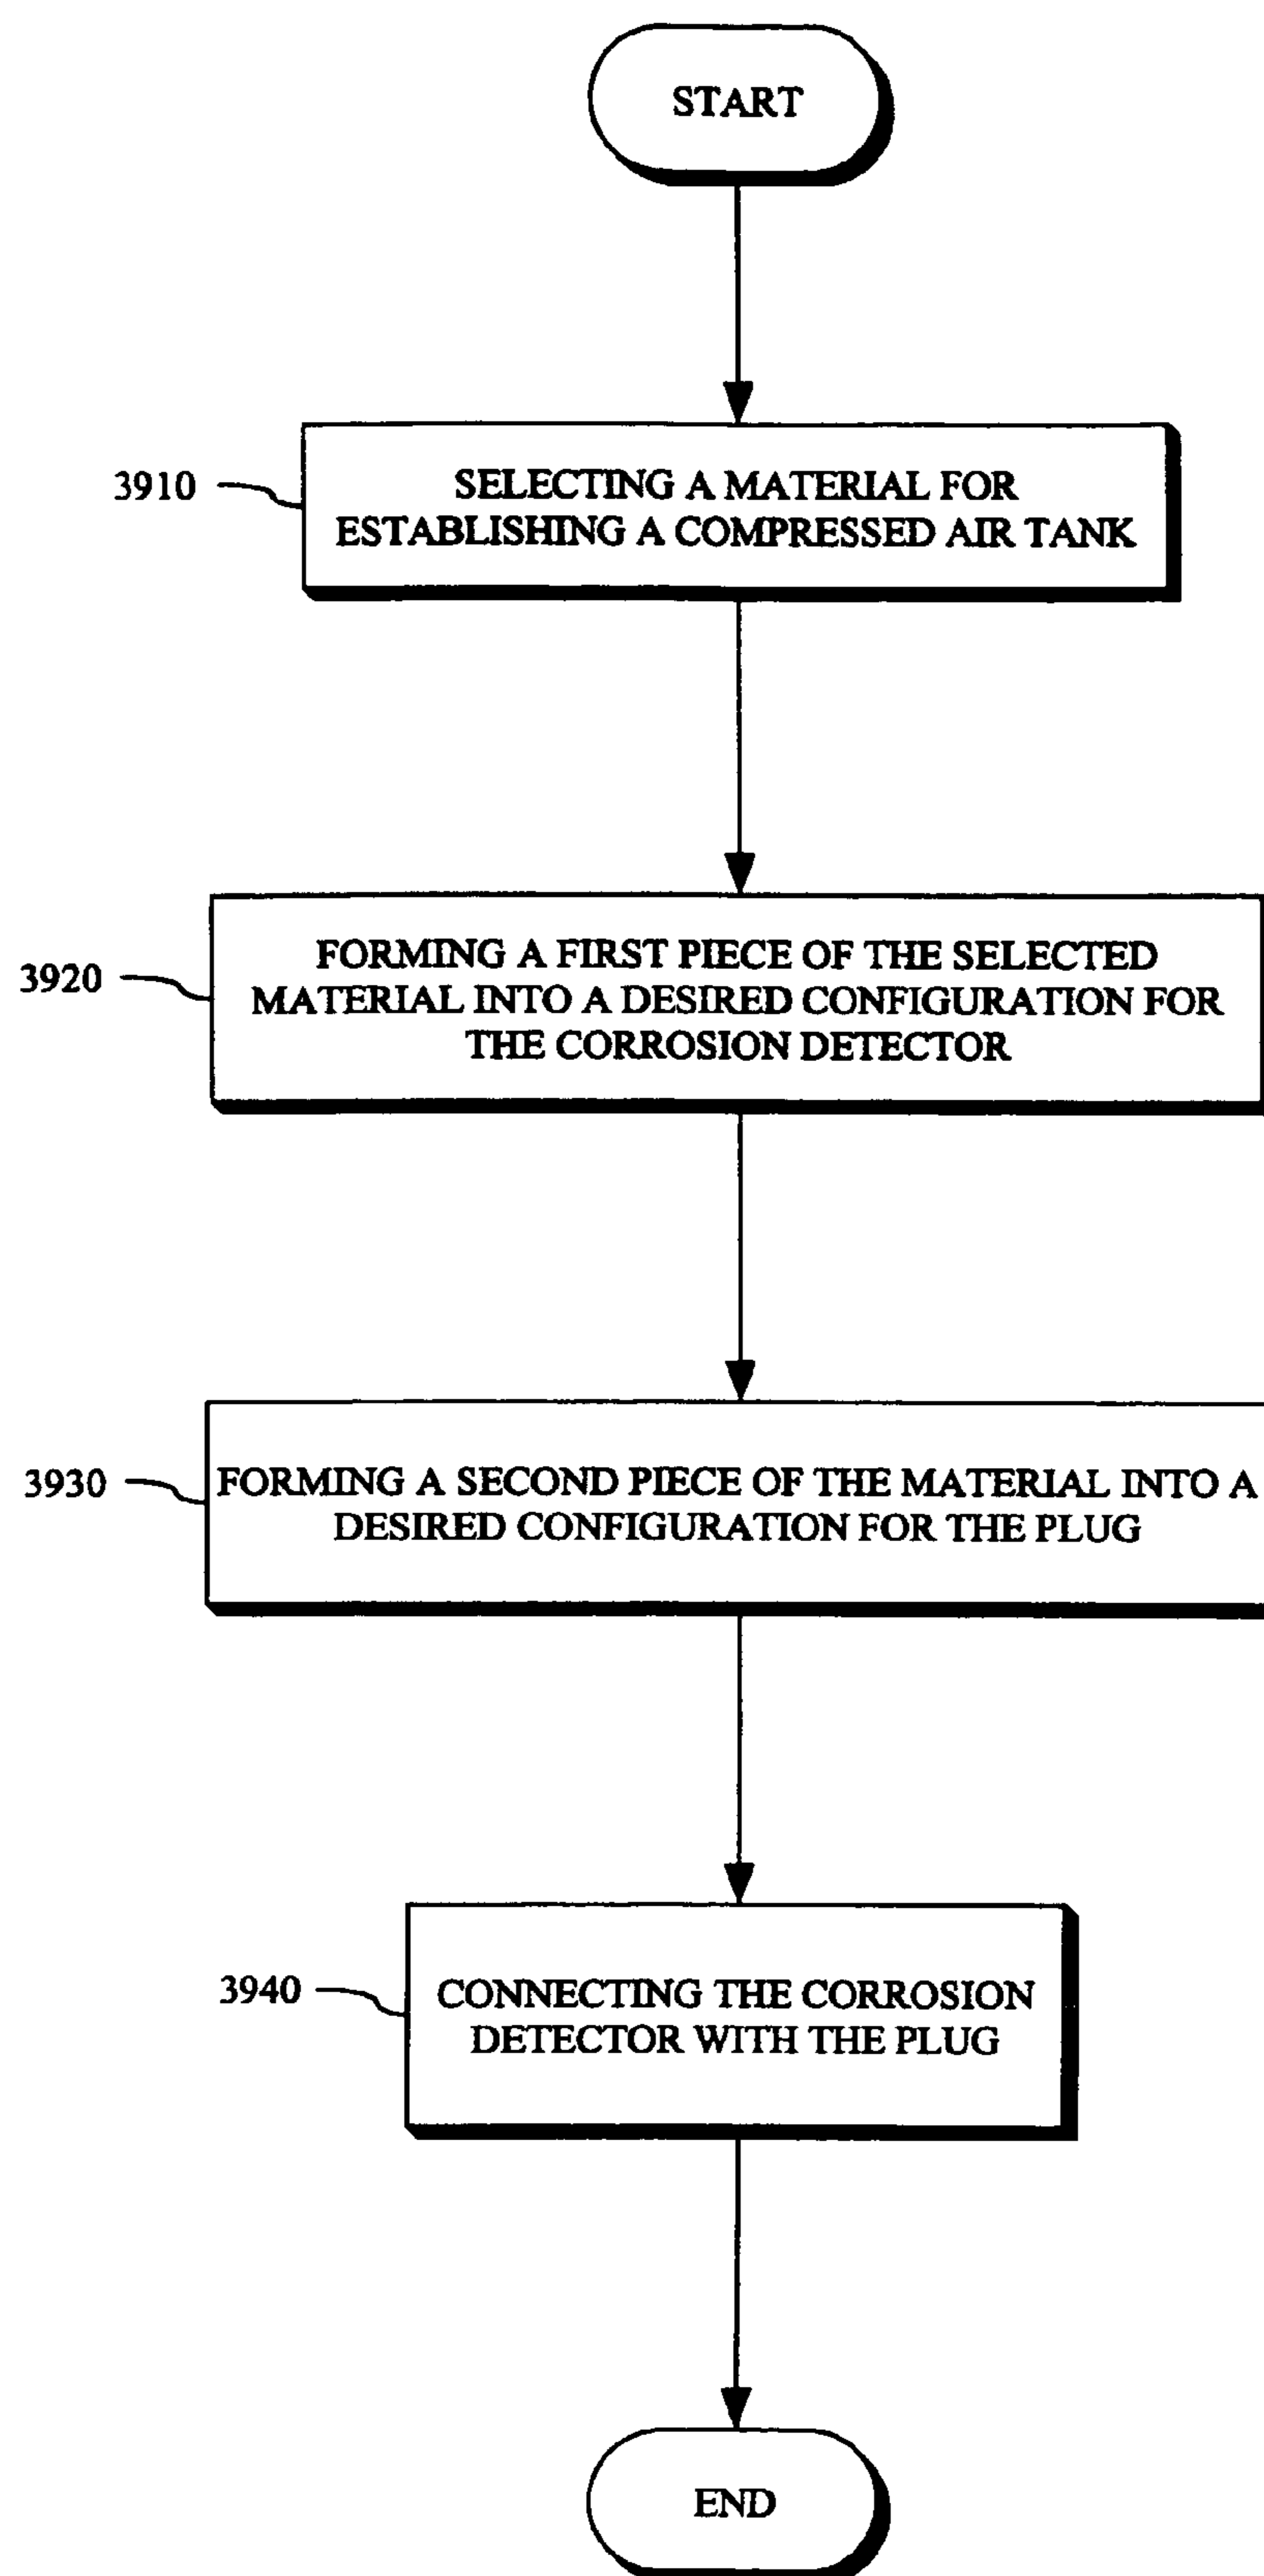 START
3910
SELECTING A MATERIAL FOR
ESTABLISHING A COMPRESSED AIR TANK
3920
FORMING A FIRST PIECE OF THE SELECTED
MATERIAL INTO A DESIRED CONFIGURATION FOR
THE CORROSION DETECTOR
3930
FORMING A SECOND PIECE OF THE MATERIAL INTO A
DESIRED CONFIGURATION FOR THE PLUG
3940
CONNECTING THE CORROSION
DETECTOR WITH THE PLUG
END